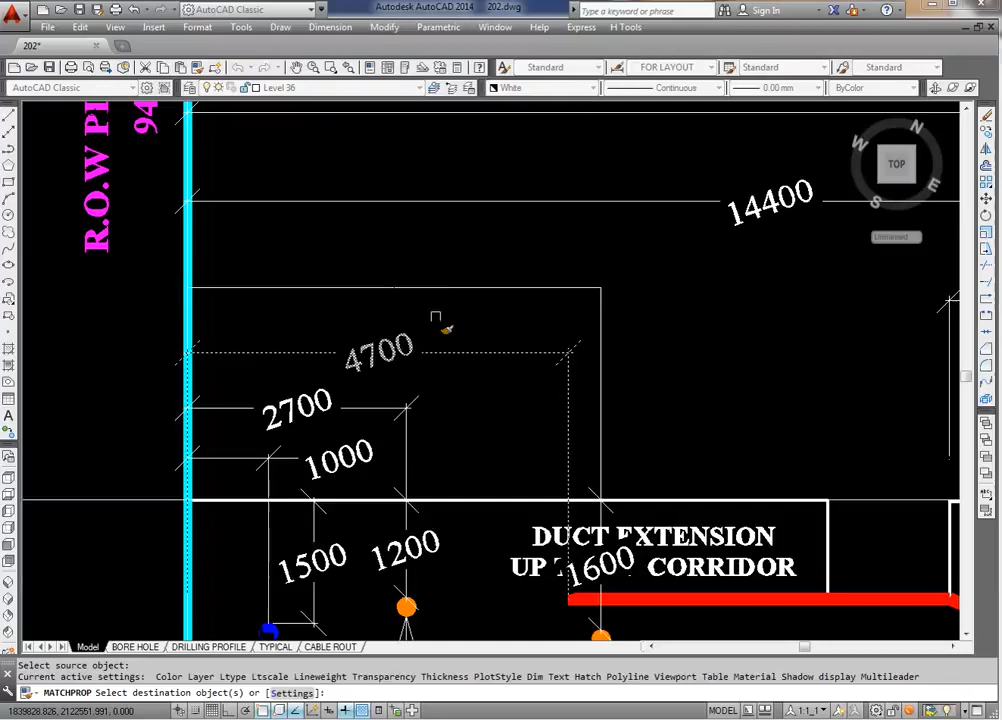 Autodesk AutoCAD 2014 202.dwg
AutoCAD Classic
Type a keyword or phrase
Sign In
File Edit View Insert Format Tools Draw Dimension Modify Parametric Window Help Express H Tools
202*
Standard
FOR LAYOUT
Standard
Standard
AutoCAD Classic
Level 36
White
Continuous
0.00 mm
ByColor
R.O.W
94
N
W
E
S
TOP
Unnamed
14400
4700
2700
1000
1500
1200
DUCT EXTENSION
UP
1600
CORRIDOR
Model BORE HOLE DRILLING PROFILE TYPICAL CABLE ROUT
Select source object:
Current active settings: Color Layer Ltype Ltscale Lineweight Transparency Thickness PlotStyle Dim Text Hatch Polyline Viewport Table Material Shadow display Multileader
MATCHPROP Select destination object(s) or [Settings]:
1839828.826, 2122551.991, 0.000
MODEL
1:1